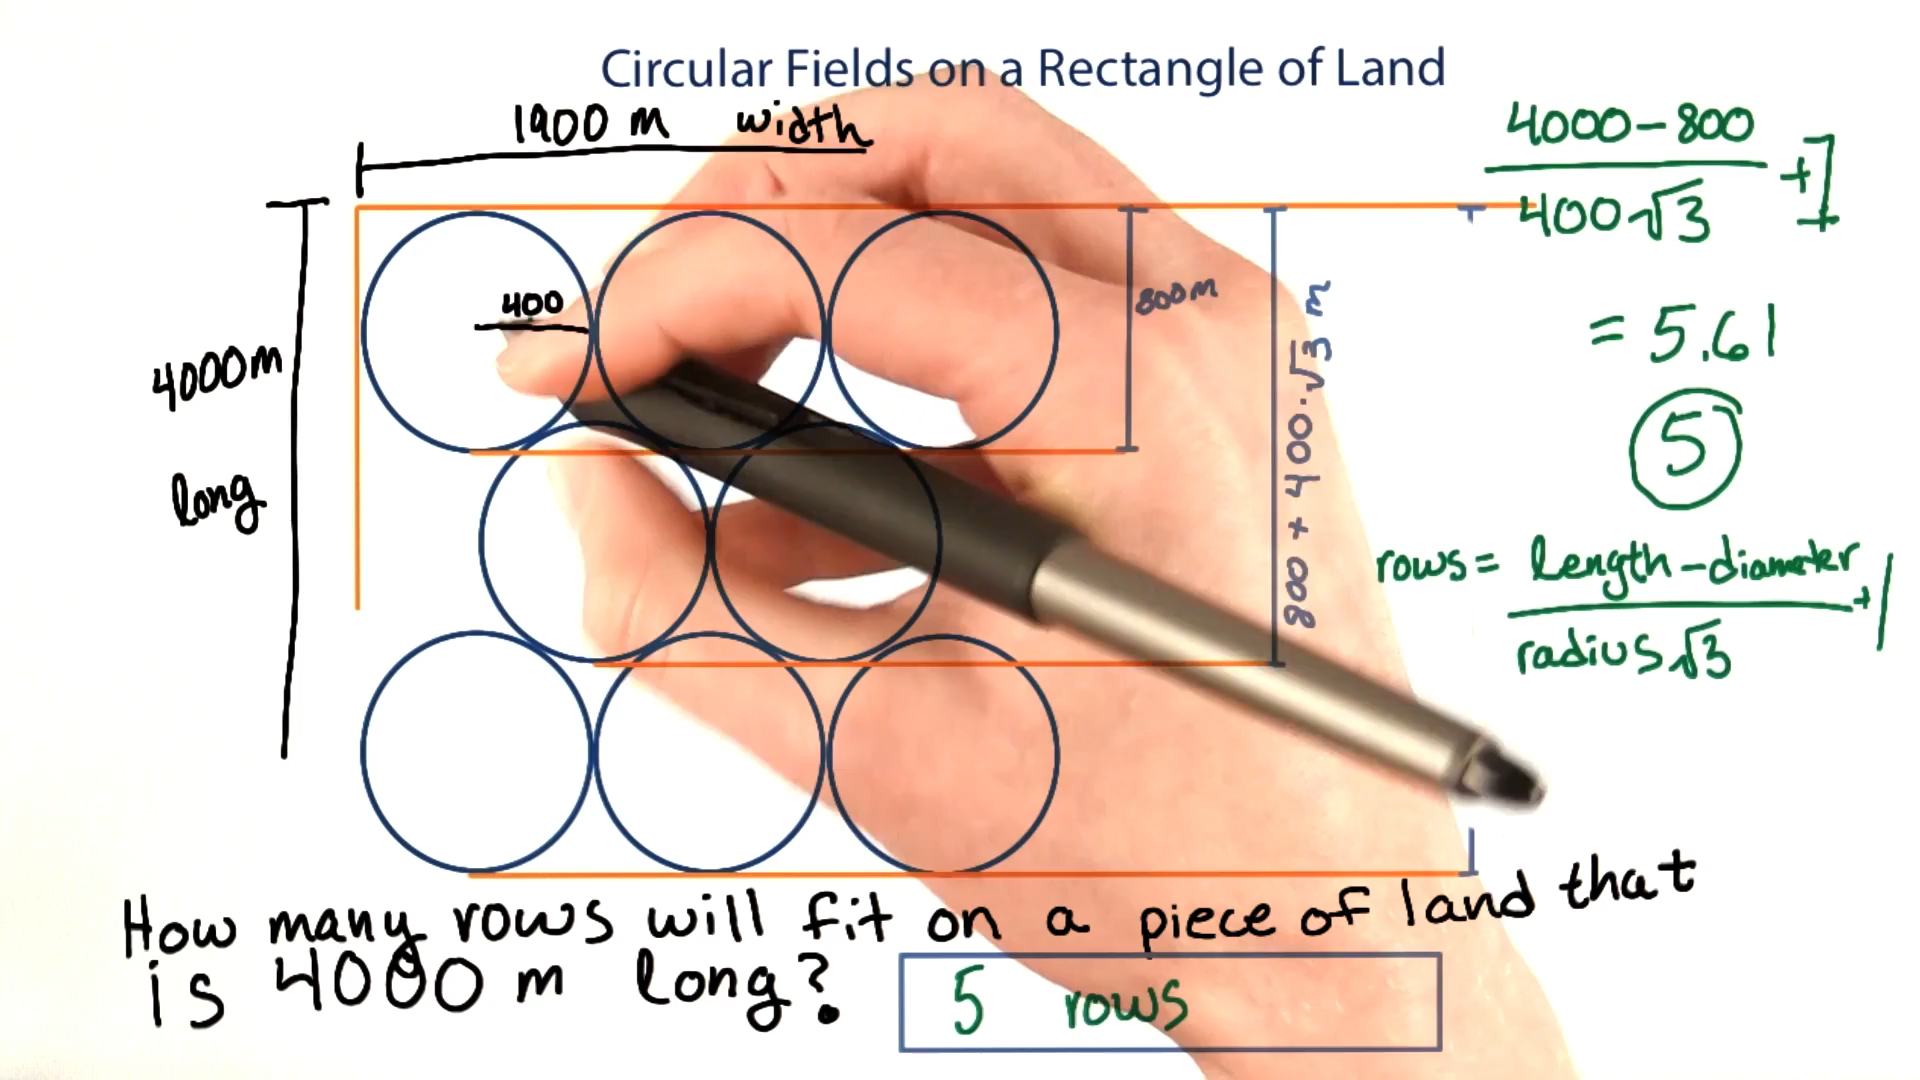 Circular Fields on a Rectangle of Land
1900 m width
4000m
long
400
800m
800 + 400·√3 m
4000-800
400√3
+1
= 5.61
5
rows = length-diameter
radius√3
+1
How many rows will fit on a piece of land that
is 4000 m long?
5 rows